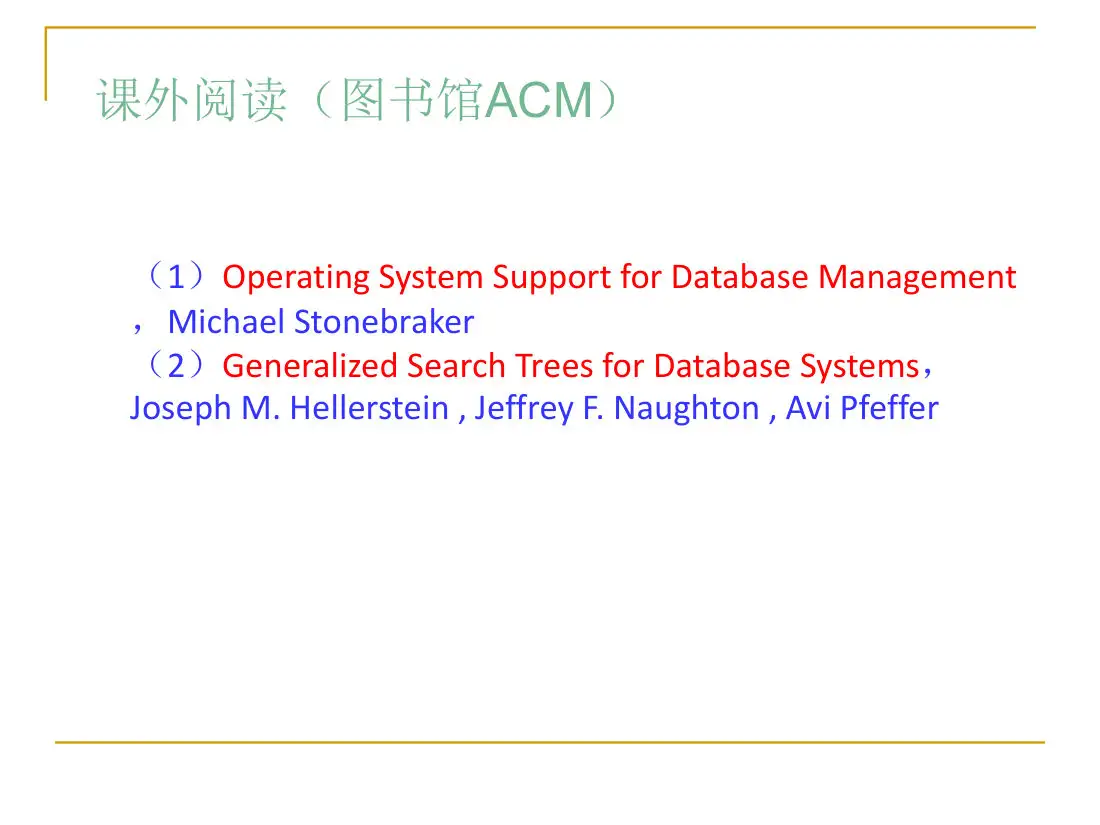 课外阅读（图书馆ACM）
（1）Operating System Support for Database Management
，Michael Stonebraker
（2）Generalized Search Trees for Database Systems，
Joseph M. Hellerstein , Jeffrey F. Naughton , Avi Pfeffer